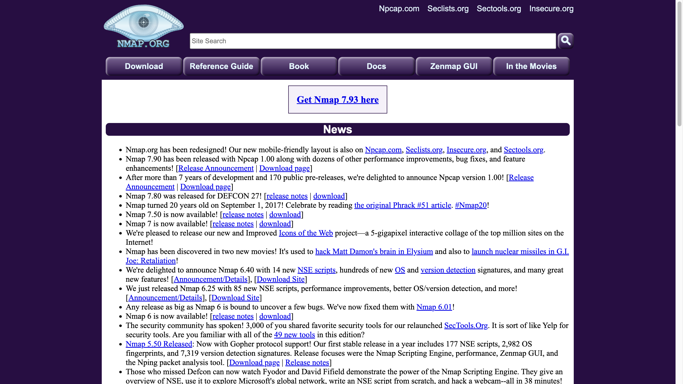 Npcap.com Seclists.org Sectools.org Insecure.org
NMAP.ORG
Site Search
Download Reference Guide Book Docs Zenmap GUI In the Movies
Get Nmap 7.93 here
News
Nmap.org has been redesigned! Our new mobile-friendly layout is also on Npcap.com, Seclists.org, Insecure.org, and Sectools.org.
Nmap 7.90 has been released with Npcap 1.00 along with dozens of other performance improvements, bug fixes, and feature
enhancements! [Release Announcement | Download page]
After more than 7 years of development and 170 public pre-releases, we're delighted to announce Npcap version 1.00! [Release
Announcement | Download page]
Nmap 7.80 was released for DEFCON 27! [release notes | download]
Nmap turned 20 years old on September 1, 2017! Celebrate by reading the original Phrack #51 article. #Nmap20!
Nmap 7.50 is now available! [release notes | download]
Nmap 7 is now available! [release notes | download]
We're pleased to release our new and Improved Icons of the Web project—a 5-gigapixel interactive collage of the top million sites on the
Internet!
Nmap has been discovered in two new movies! It's used to hack Matt Damon's brain in Elysium and also to launch nuclear missiles in G.I.
Joe: Retaliation!
We're delighted to announce Nmap 6.40 with 14 new NSE scripts, hundreds of new OS and version detection signatures, and many great
new features! [Announcement/Details], [Download Site]
We just released Nmap 6.25 with 85 new NSE scripts, performance improvements, better OS/version detection, and more!
[Announcement/Details], [Download Site]
Any release as big as Nmap 6 is bound to uncover a few bugs. We've now fixed them with Nmap 6.01!
Nmap 6 is now available! [release notes | download]
The security community has spoken! 3,000 of you shared favorite security tools for our relaunched SecTools.Org. It is sort of like Yelp for
security tools. Are you familiar with all of the 49 new tools in this edition?
Nmap 5.50 Released: Now with Gopher protocol support! Our first stable release in a year includes 177 NSE scripts, 2,982 OS
fingerprints, and 7,319 version detection signatures. Release focuses were the Nmap Scripting Engine, performance, Zenmap GUI, and
the Nping packet analysis tool. [Download page | Release notes]
Those who missed Defcon can now watch Fyodor and David Fifield demonstrate the power of the Nmap Scripting Engine. They give an
overview of NSE, use it to explore Microsoft's global network, write an NSE script from scratch, and hack a webcam--all in 38 minutes!